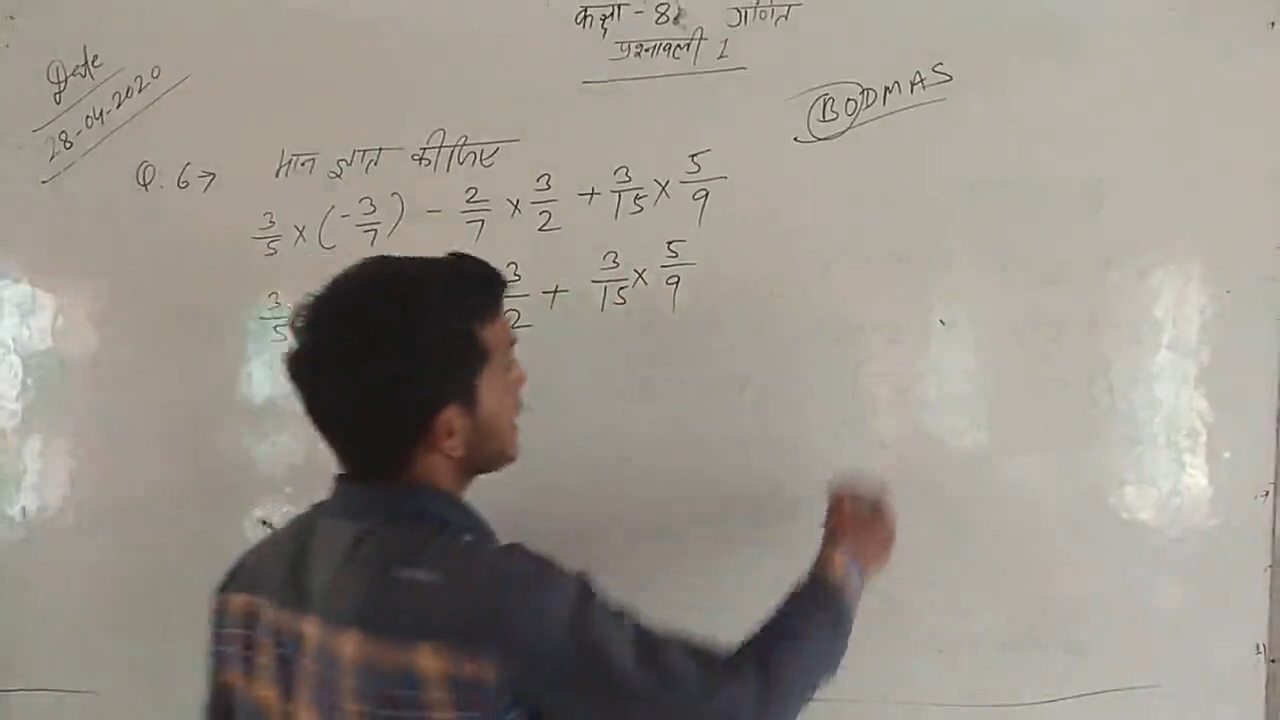 कक्षा - 8 गणित
प्रश्नावली 1
Date
28-04-2020
BODMAS
Q. 6→ मान ज्ञात कीजिए
3/5 × (-3/7) - 2/7 × 3/2 + 3/15 × 5/9
3/5 3/2 + 3/15 × 5/9